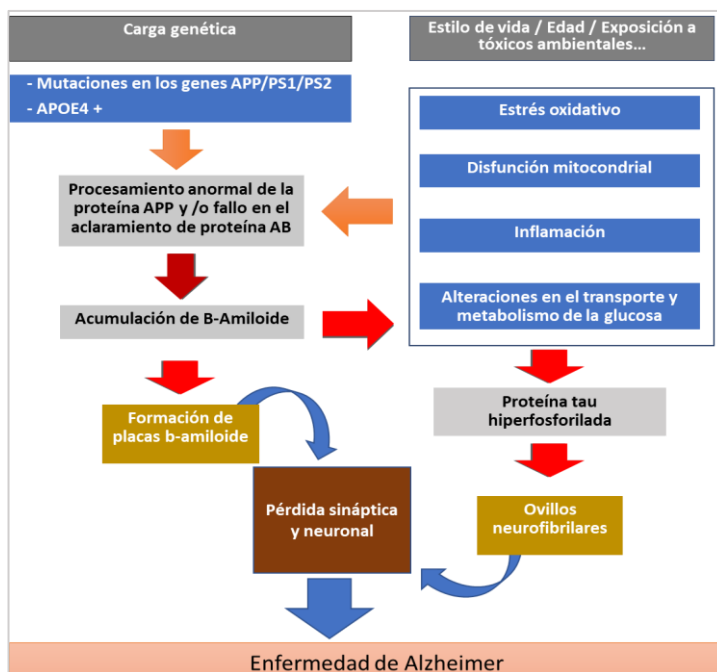 Carga genética
- Mutaciones en los genes APP/PS1/PS2
- APOE4 +
Procesamiento anormal de la
proteína APP y /o fallo en el
aclaramiento de proteína AB
Acumulación de B-Amiloide
Formación de
placas b-amiloide
Pérdida sináptica
y neuronal
Estilo de vida / Edad / Exposición a
tóxicos ambientales...
Estrés oxidativo
Disfunción mitocondrial
Inflamación
Alteraciones en el transporte y
metabolismo de la glucosa
Proteína tau
hiperfosforilada
Ovillos
neurofibrilares
Enfermedad de Alzheimer